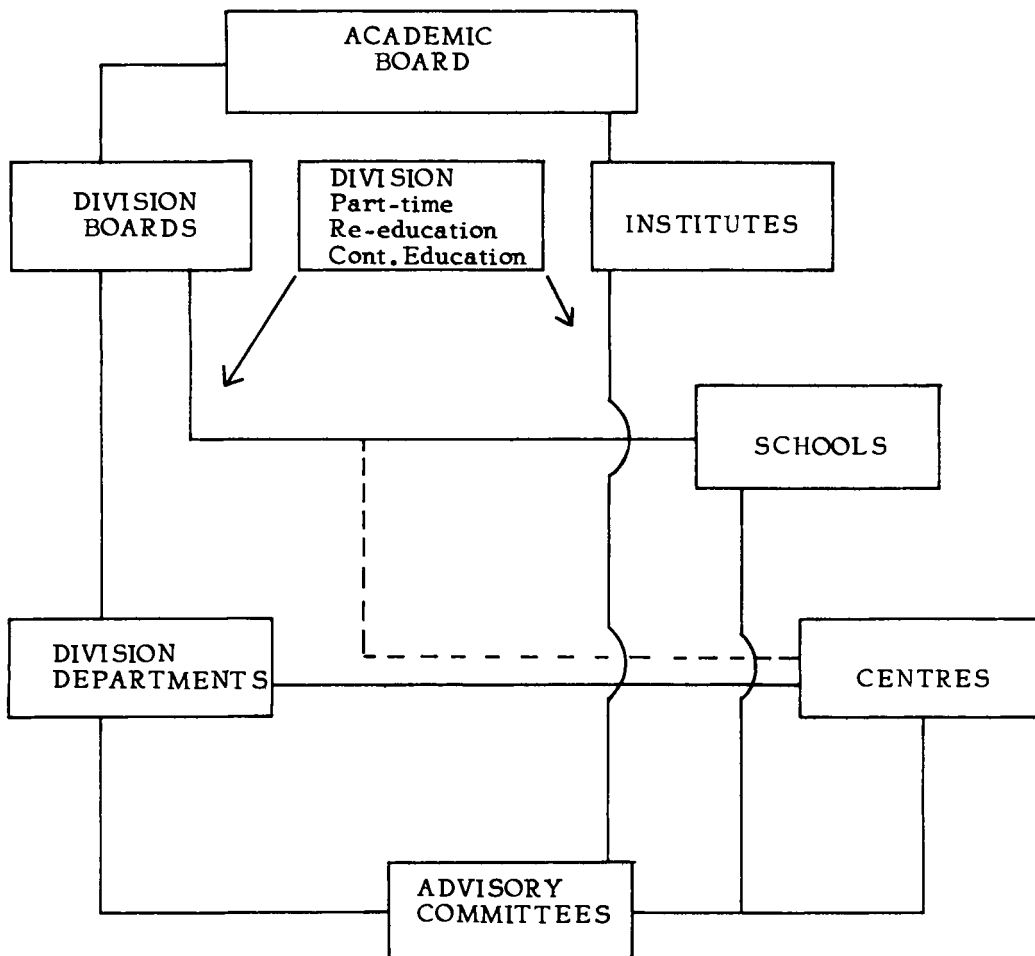 ACADEMIC
BOARD
DIVISION
BOARDS
DIVISION
Part-time
Re-education
Cont. Education
INSTITUTES
SCHOOLS
DIVISION
DEPARTMENTS
CENTRES
ADVISORY
COMMITTEES